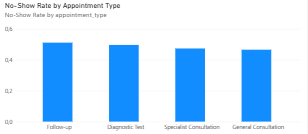 No-Show Rate by Appointment Type
No-Show Rate by appointment_type
0,6
0,4
0,2
0,0
Follow-up Diagnostic Test Specialist Consultation General Consultation